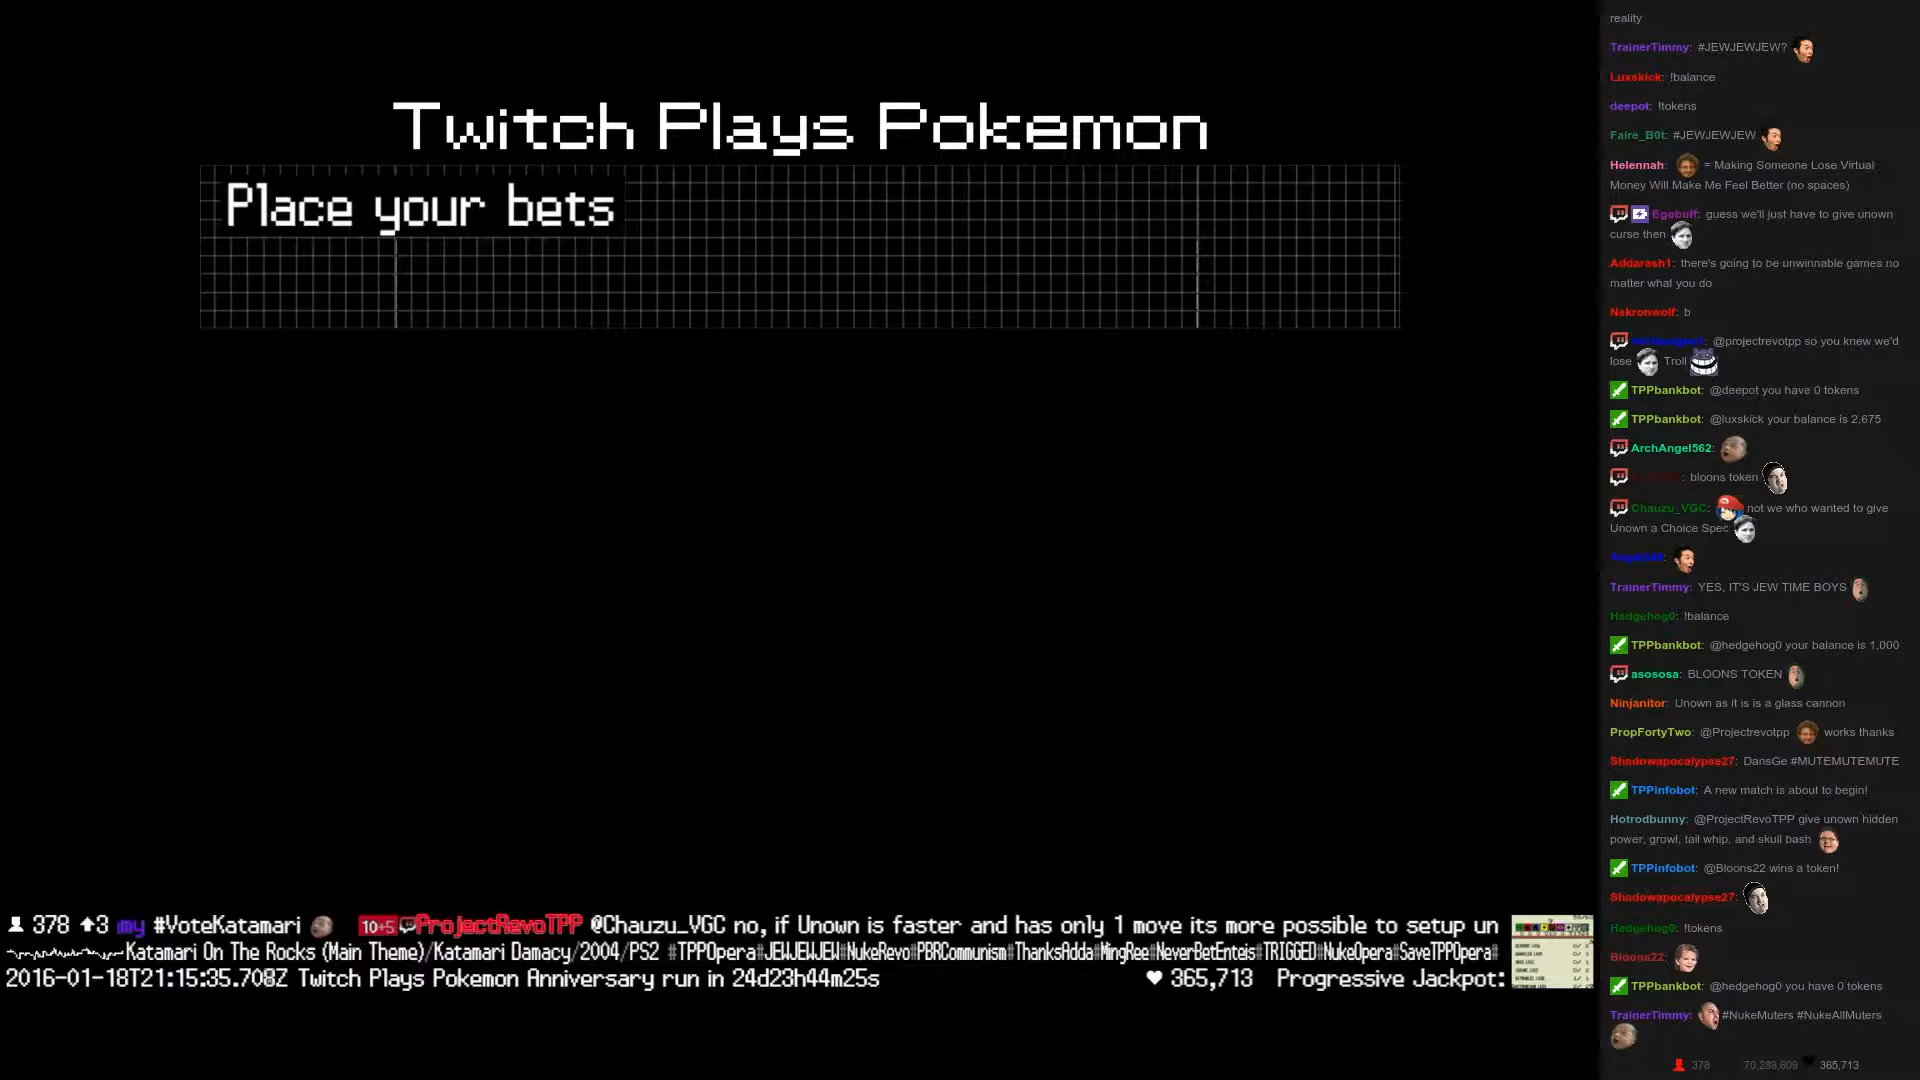 Twitch Plays Pokemon
Place your bets
378 3 my #VoteKatamari 10+5 ProjectRevoTPP @Chauzu_VGC no, if Unown is faster and has only 1 move its more possible to setup un
Katamari On The Rocks (Main Theme)/Katamari Damacy/2004/PS2 #TPPOpera#JEWJEWJEW#NukeRevo#PBRCommunism#ThanksAdda#MingRee#NeverBetEnteis#TRIGGED#NukeOpera#SaveTPPOpera#
2016-01-18T21:15:35.708Z Twitch Plays Pokemon Anniversary run in 24d23h44m25s
365,713 Progressive Jackpot:
reality
TrainerTimmy: #JEWJEWJEW?
Luxskick: !balance
deepot: !tokens
Faire_B0t: #JEWJEWJEW
Helennah: = Making Someone Lose Virtual
Money Will Make Me Feel Better (no spaces)
Egobuff: guess we'll just have to give unown
curse then
Addarash1: there's going to be unwinnable games no
matter what you do
Nakronwolf: b
@projectrevotpp so you knew we'd
lose Troll
TPPbankbot: @deepot you have 0 tokens
TPPbankbot: @luxskick your balance is 2,675
ArchAngel562:
: bloons token
Chauzu_VGC: not we who wanted to give
Unown a Choice Spec
TrainerTimmy: YES, IT'S JEW TIME BOYS
Hedgehog0: !balance
TPPbankbot: @hedgehog0 your balance is 1,000
asososa: BLOONS TOKEN
Ninjanitor: Unown as it is is a glass cannon
PropFortyTwo: @Projectrevotpp works thanks
Shadowapocalypse27: DansGe #MUTEMUTEMUTE
TPPinfobot: A new match is about to begin!
Hotrodbunny: @ProjectRevoTPP give unown hidden
power, growl, tail whip, and skull bash
TPPinfobot: @Bloons22 wins a token!
Shadowapocalypse27:
Hedgehog0: !tokens
Bloons22:
TPPbankbot: @hedgehog0 you have 0 tokens
TrainerTimmy: #NukeMuters #NukeAllMuters
378 70,289,609 365,713